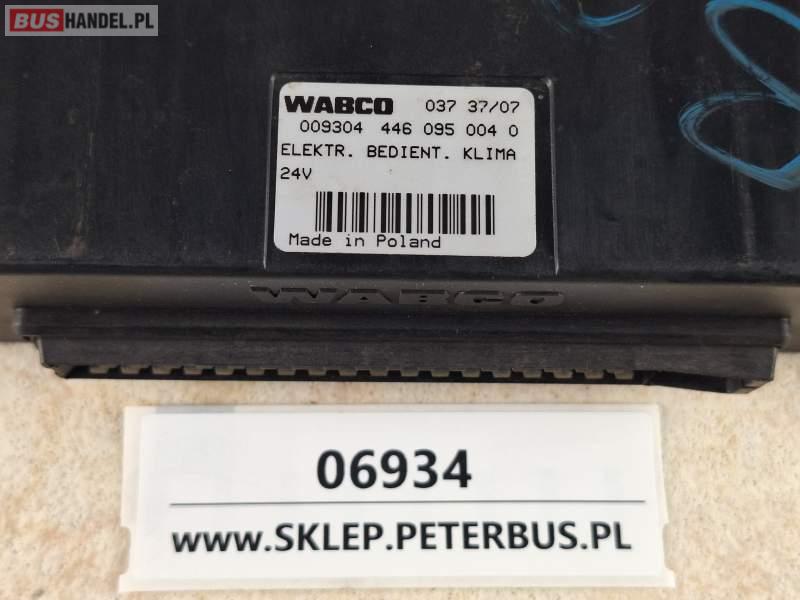 BUSHANDEL.PL
WABCO 037 37/07
009304 446 095 004 0
ELEKTR. BEDIENT. KLIMA
24V
Made in Poland
WABCO
06934
www.SKLEP.PETERBUS.PL